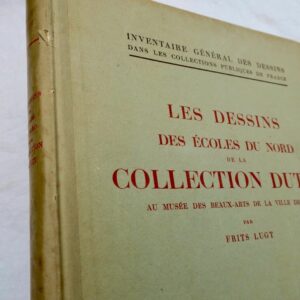 INVENTAIRE GÉNÉRAL DES DESSINS
DANS LES COLLECTIONS PUBLIQUES DE FRANCE
LES DESSINS
DES ÉCOLES DU NORD
DE LA
COLLECTION DUT
AU MUSÉE DES BEAUX-ARTS DE LA VILLE DE
PAR
FRITS LUGT